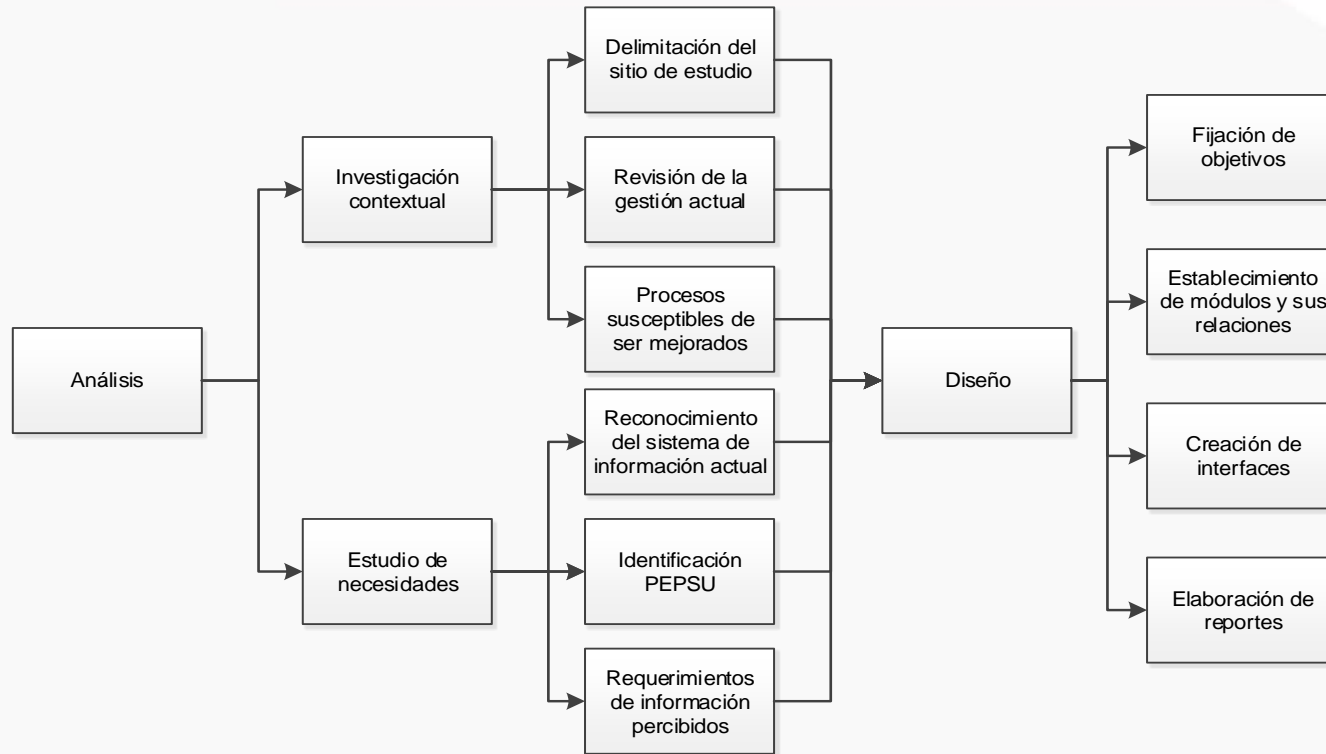 Delimitación del
sitio de estudio
Fijación de
objetivos
Investigación
contextual
Revisión de la
gestión actual
Establecimiento
de módulos y sus
relaciones
Procesos
susceptibles de
ser mejorados
Análisis
Diseño
Reconocimiento
del sistema de
información actual
Creación de
interfaces
Estudio de
necesidades
Identificación
PEPSU
Elaboración de
reportes
Requerimientos
de información
percibidos